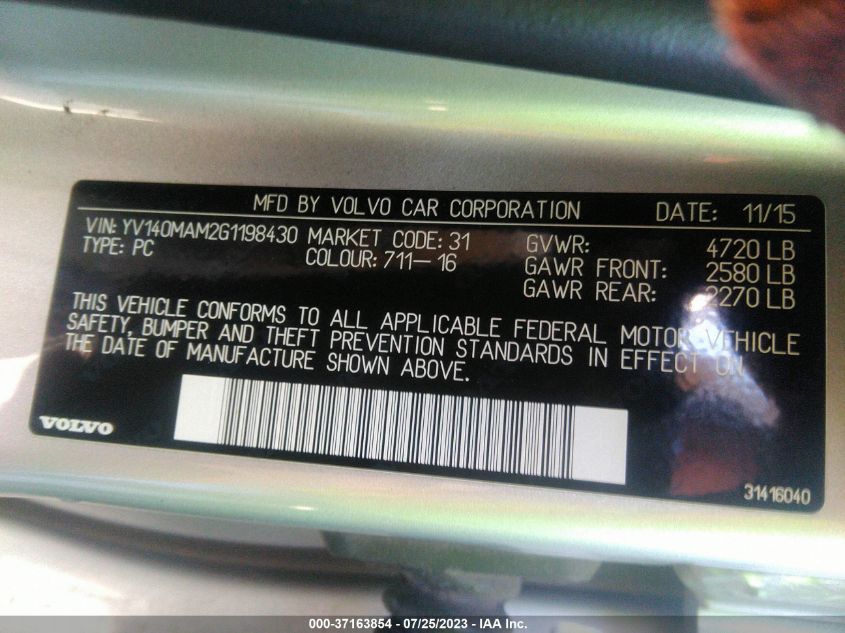 MFD BY VOLVO CAR CORPORATION DATE: 11/15
VIN: YV140MAM2G1198430 MARKET CODE: 31 GVWR: 4720 LB
TYPE: PC COLOUR: 711-16 GAWR FRONT: 2580 LB
GAWR REAR: 2270 LB
THIS VEHICLE CONFORMS TO ALL APPLICABLE FEDERAL MOTOR VEHICLE
SAFETY, BUMPER AND THEFT PREVENTION STANDARDS IN EFFECT ON
THE DATE OF MANUFACTURE SHOWN ABOVE.
VOLVO
31416040
000-37163854 - 07/25/2023 - IAA Inc.